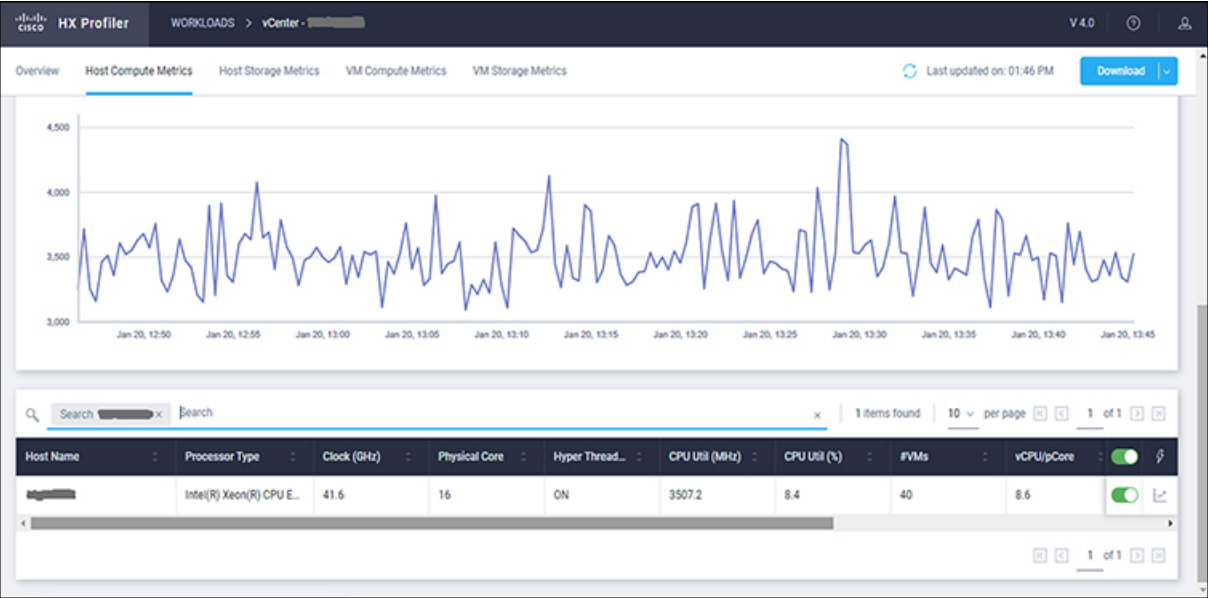 cisco HX Profiler WORKLOADS > vCenter - V 4.0
Overview Host Compute Metrics Host Storage Metrics VM Compute Metrics VM Storage Metrics Last updated on: 01:46 PM Download
4,500
4,000
3,500
3,000
Jan 20, 12:50 Jan 20, 12:55 Jan 20, 13:00 Jan 20, 13:05 Jan 20, 13:10 Jan 20, 13:15 Jan 20, 13:20 Jan 20, 13:25 Jan 20, 13:30 Jan 20, 13:35 Jan 20, 13:40 Jan 20, 13:45
Search × Search × 1 items found 10 per page 1 of 1
Host Name Processor Type Clock (GHz) Physical Core Hyper Thread... CPU Util (MHz) CPU Util (%) #VMs vCPU/pCore
Intel(R) Xeon(R) CPU E... 41.6 16 ON 3507.2 8.4 40 8.6
1 of 1